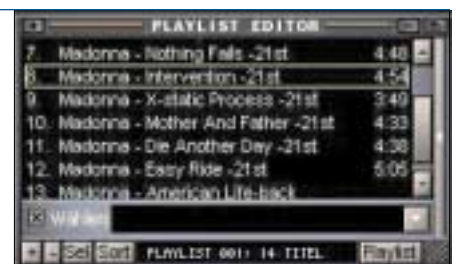 PLAYLIST EDITOR
7. Madonna - Nothing Fails -21st 4:48
8. Madonna - Intervention -21st 4:54
9. Madonna - X-static Process -21st 3:49
10. Madonna - Mother And Father -21st 4:33
11. Madonna - Die Another Day -21st 4:38
12. Madonna - Easy Ride -21st 5:05
13. Madonna - American Life-back
+ - Sel Sort PLAYLIST 001: 14 TITEL Playlist